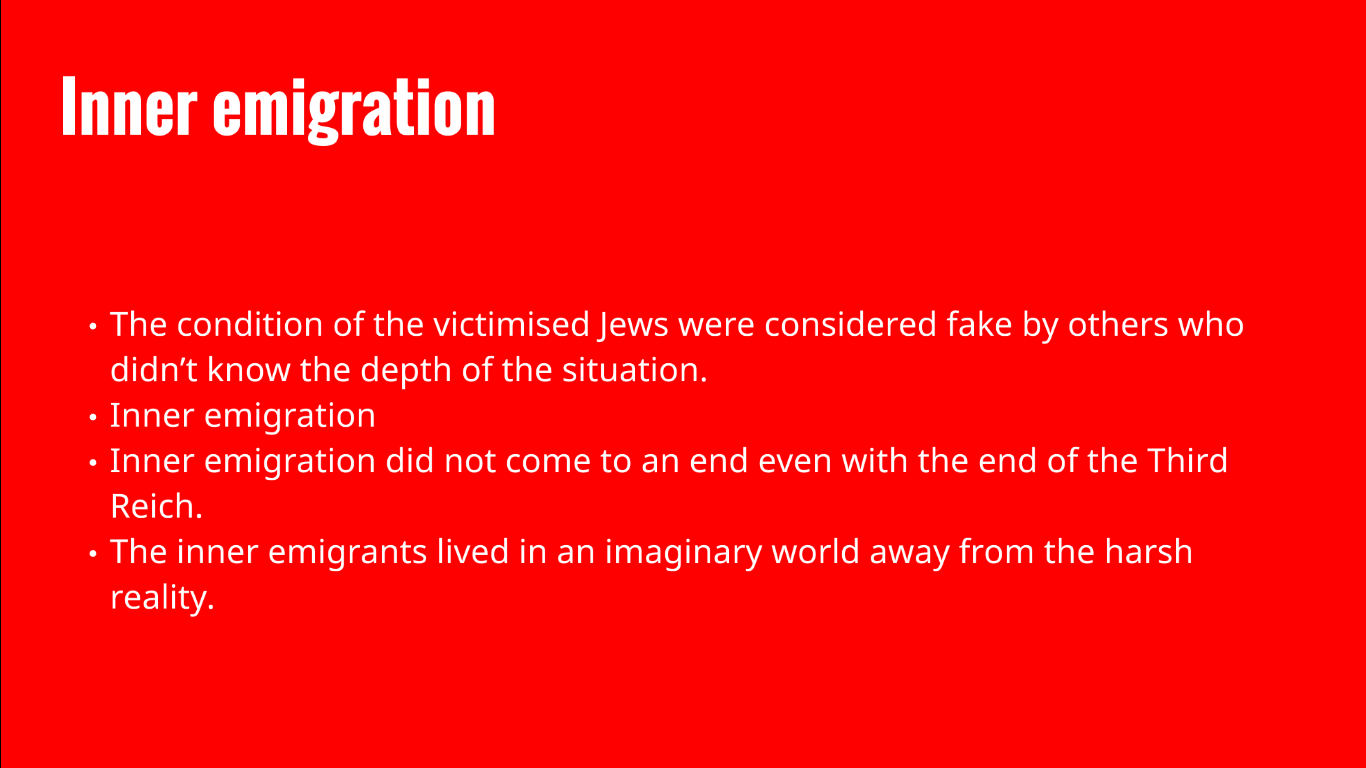 Inner emigration
• The condition of the victimised Jews were considered fake by others who
didn’t know the depth of the situation.
• Inner emigration
• Inner emigration did not come to an end even with the end of the Third
Reich.
• The inner emigrants lived in an imaginary world away from the harsh
reality.